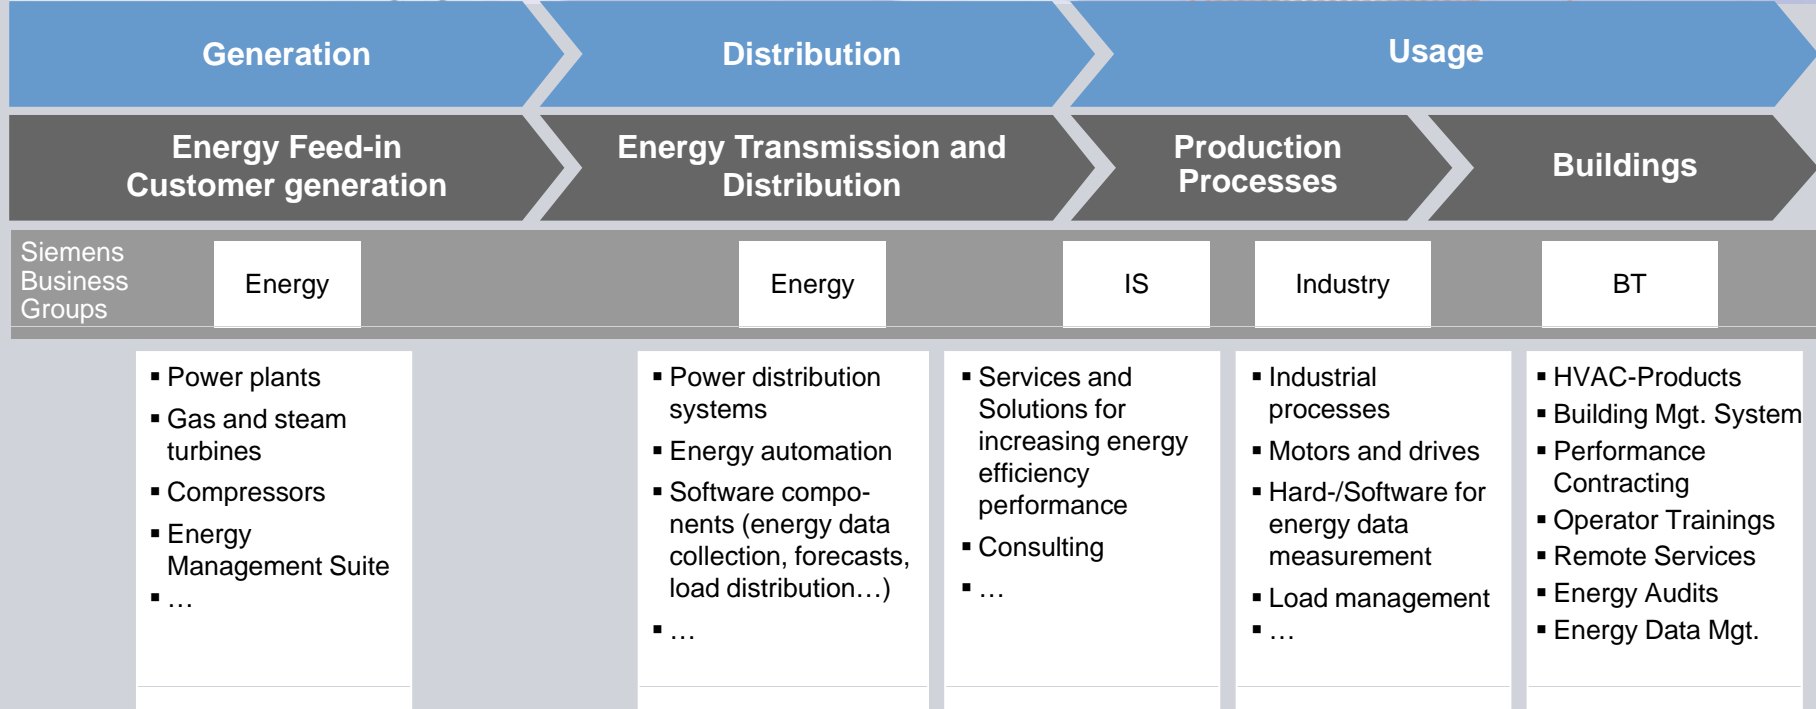 Generation
Distribution
Usage
Energy Feed-in
Customer generation
Energy Transmission and
Distribution
Production
Processes
Buildings
Siemens
Business
Groups
Energy
Energy
IS
Industry
BT
▪ Power plants
▪ Gas and steam
turbines
▪ Compressors
▪ Energy
Management Suite
▪ …
▪ Power distribution
systems
▪ Energy automation
▪ Software compo-
nents (energy data
collection, forecasts,
load distribution…)
▪ …
▪ Services and
Solutions for
increasing energy
efficiency
performance
▪ Consulting
▪ …
▪ Industrial
processes
▪ Motors and drives
▪ Hard-/Software for
energy data
measurement
▪ Load management
▪ …
▪ HVAC-Products
▪ Building Mgt. System
▪ Performance
Contracting
▪ Operator Trainings
▪ Remote Services
▪ Energy Audits
▪ Energy Data Mgt.